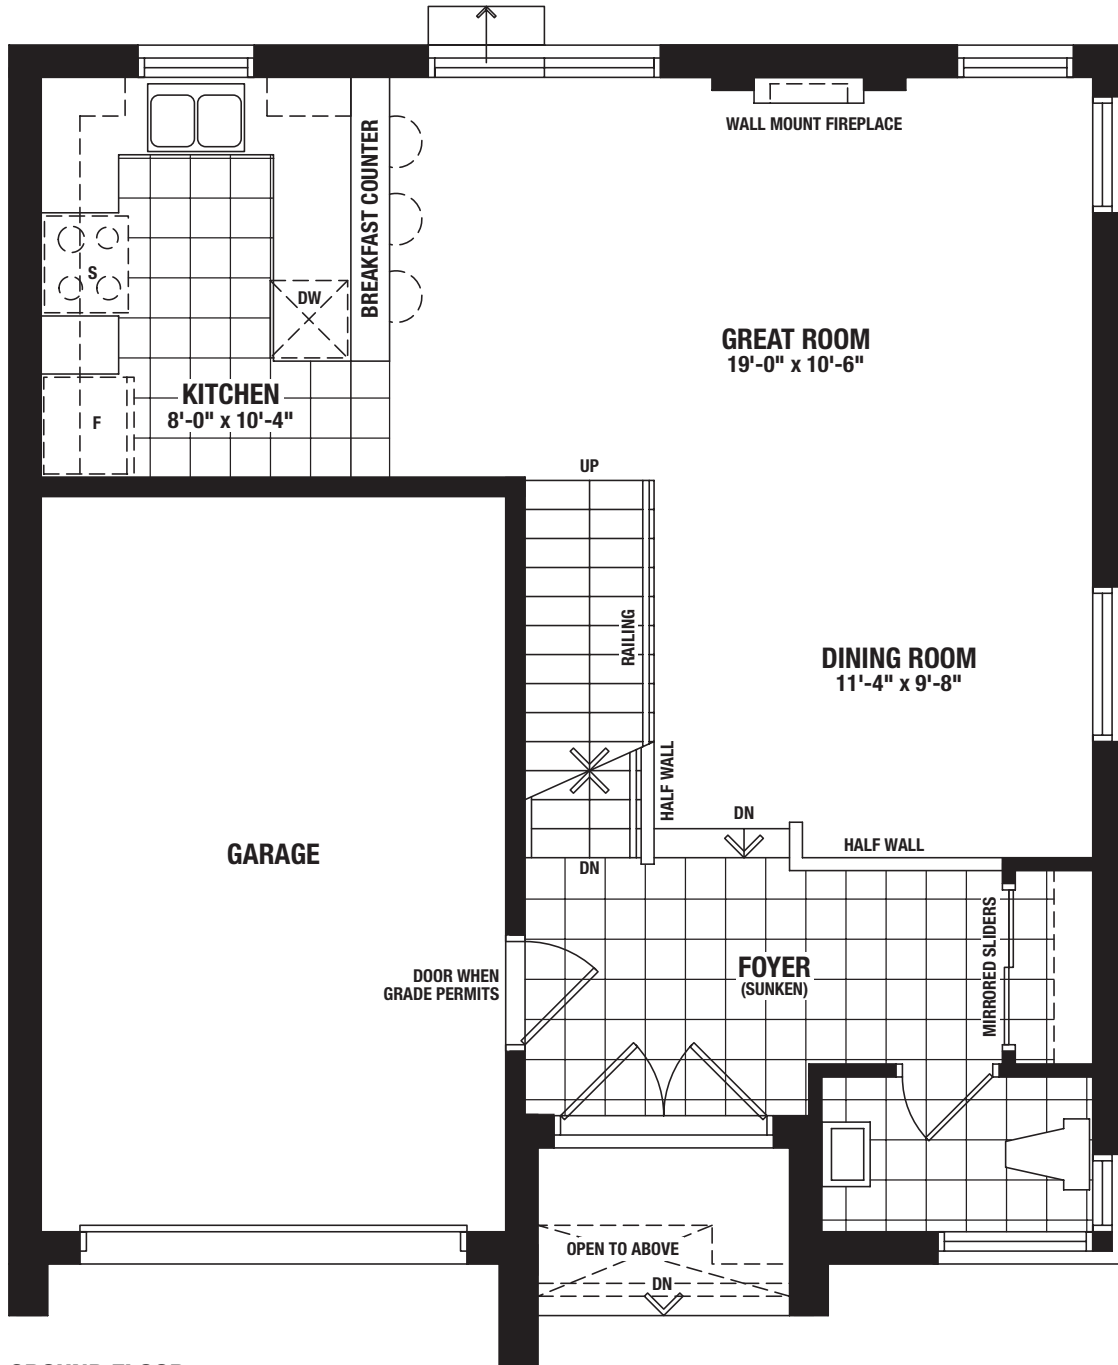 WALL MOUNT FIREPLACE
BREAKFAST COUNTER
S
DW
GREAT ROOM
19'-0" x 10'-6"
KITCHEN
8'-0" x 10'-4"
F
UP
RAILING
DINING ROOM
11'-4" x 9'-8"
HALF WALL
DN
HALF WALL
GARAGE
DN
MIRRORED SLIDERS
FOYER
(SUNKEN)
DOOR WHEN
GRADE PERMITS
OPEN TO ABOVE
DN
GROUND FLOOR